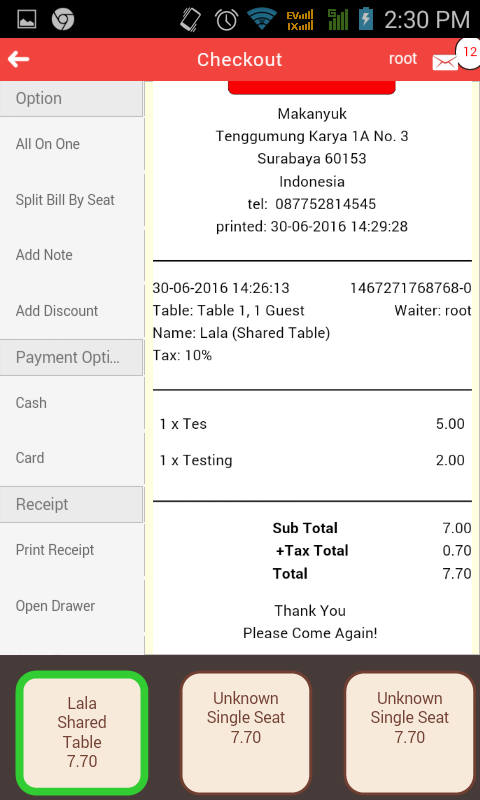 EV
IX
2:30 PM
Checkout
root
12
Option
All On One
Split Bill By Seat
Add Note
Add Discount
Payment Opti...
Cash
Card
Receipt
Print Receipt
Open Drawer
Makanyuk
Tenggumung Karya 1A No. 3
Surabaya 60153
Indonesia
tel: 087752814545
printed: 30-06-2016 14:29:28
30-06-2016 14:26:13 1467271768768-0
Table: Table 1, 1 Guest Waiter: root
Name: Lala (Shared Table)
Tax: 10%
1 x Tes 5.00
1 x Testing 2.00
Sub Total 7.00
+Tax Total 0.70
Total 7.70
Thank You
Please Come Again!
Lala
Shared
Table
7.70
Unknown
Single Seat
7.70
Unknown
Single Seat
7.70